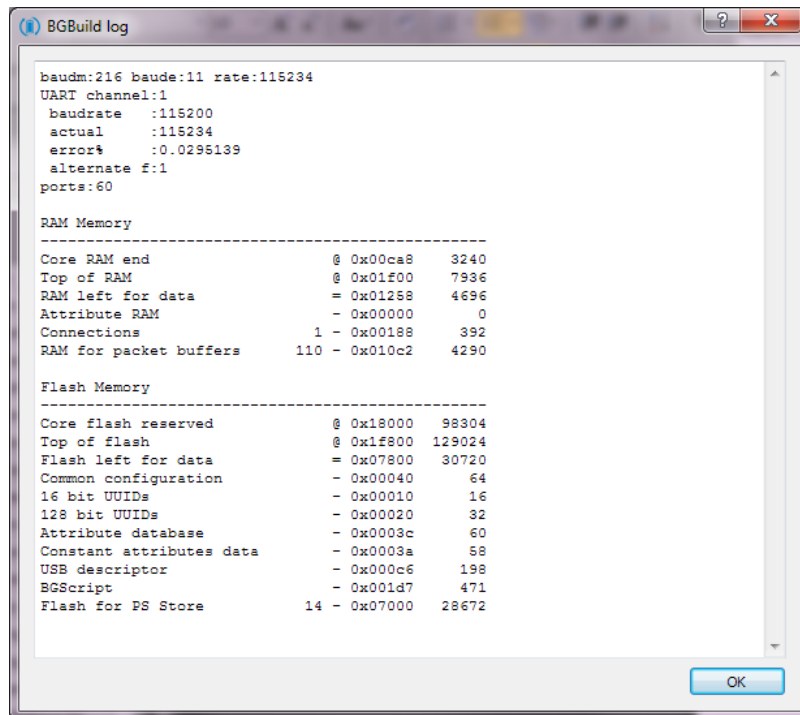 BGBuild log
baudm:216 baude:11 rate:115234
UART channel:1
 baudrate   :115200
 actual     :115234
 error%     :0.0295139
 alternate f:1
ports:60

RAM Memory
--------------------------------------------------
Core RAM end                     @ 0x00ca8    3240
Top of RAM                       @ 0x01f00    7936
RAM left for data                = 0x01258    4696
Attribute RAM                    - 0x00000       0
Connections                    1 - 0x00188     392
RAM for packet buffers       110 - 0x010c2    4290

Flash Memory
--------------------------------------------------
Core flash reserved              @ 0x18000   98304
Top of flash                     @ 0x1f800  129024
Flash left for data              = 0x07800   30720
Common configuration             - 0x00040      64
16 bit UUIDs                     - 0x00010      16
128 bit UUIDs                    - 0x00020      32
Attribute database               - 0x0003c      60
Constant attributes data         - 0x0003a      58
USB descriptor                   - 0x000c6     198
BGScript                         - 0x001d7     471
Flash for PS Store            14 - 0x07000   28672
OK